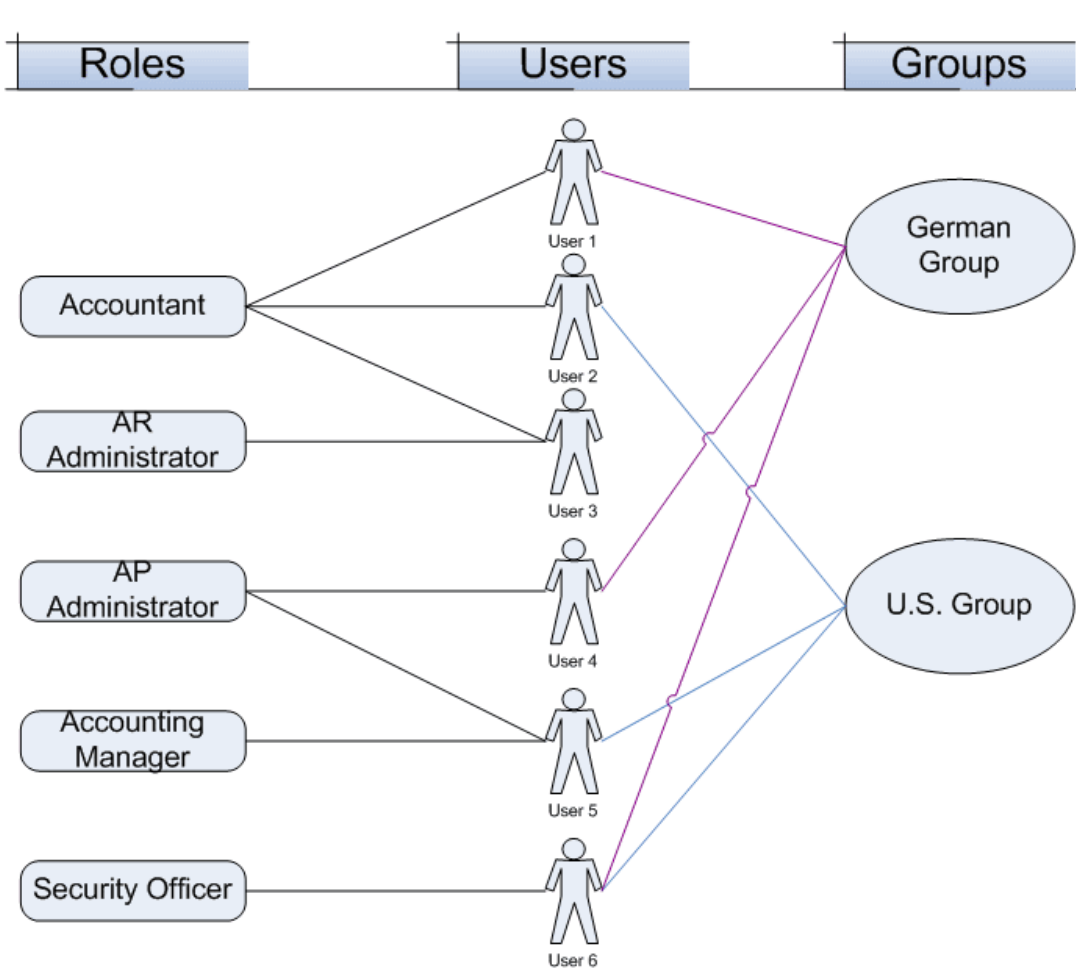 Roles
Users
Groups
User 1
German
Group
Accountant
User 2
AR
Administrator
User 3
AP
Administrator
U.S. Group
User 4
Accounting
Manager
User 5
Security Officer
User 6